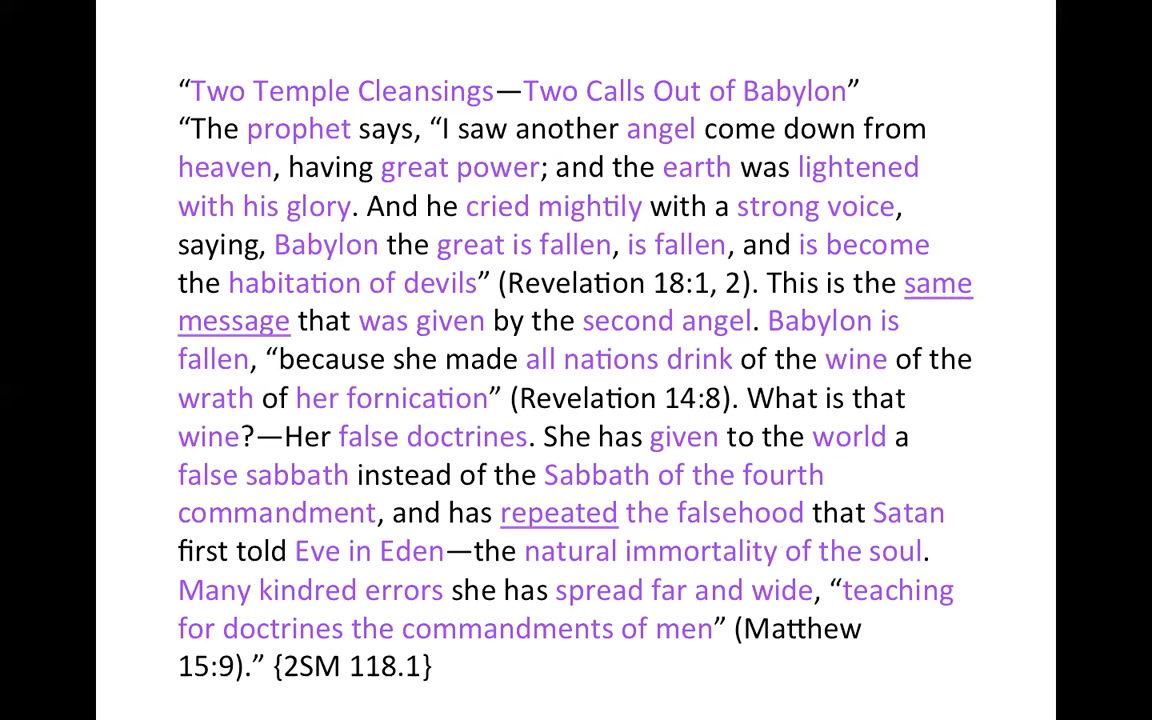 “Two Temple Cleansings—Two Calls Out of Babylon”
“The prophet says, “I saw another angel come down from
heaven, having great power; and the earth was lightened
with his glory. And he cried mightily with a strong voice,
saying, Babylon the great is fallen, is fallen, and is become
the habitation of devils” (Revelation 18:1, 2). This is the same
message that was given by the second angel. Babylon is
fallen, “because she made all nations drink of the wine of the
wrath of her fornication” (Revelation 14:8). What is that
wine?—Her false doctrines. She has given to the world a
false sabbath instead of the Sabbath of the fourth
commandment, and has repeated the falsehood that Satan
first told Eve in Eden—the natural immortality of the soul.
Many kindred errors she has spread far and wide, “teaching
for doctrines the commandments of men” (Matthew
15:9).” {2SM 118.1}